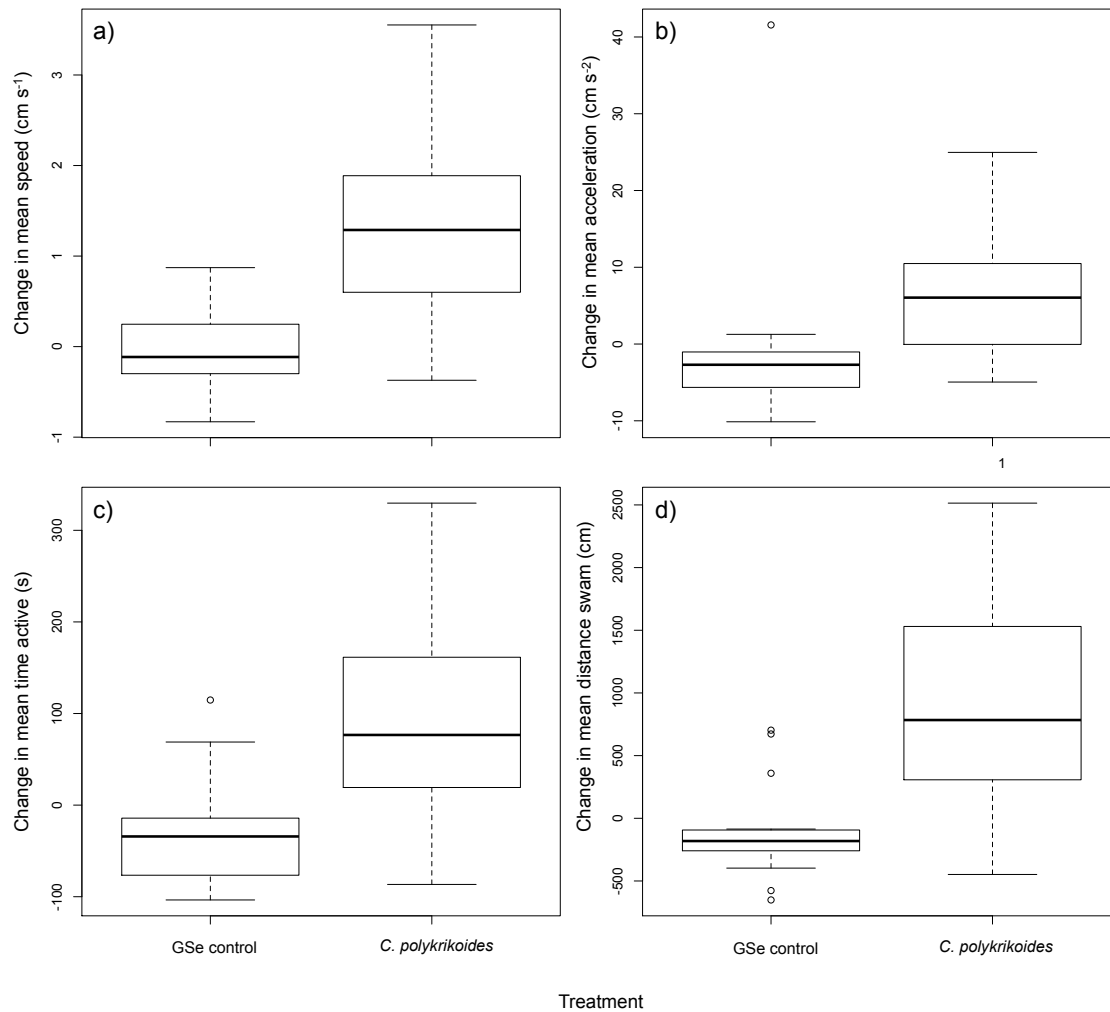 a)
Change in mean speed (cm s-1)
3
2
1
0
-1
b)
Change in mean acceleration (cm s-2)
40
30
20
10
0
-10
1
c)
Change in mean time active (s)
300
200
100
0
-100
GSe control
C. polykrikoides
d)
Change in mean distance swam (cm)
2500
2000
1500
1000
500
0
-500
GSe control
C. polykrikoides
Treatment